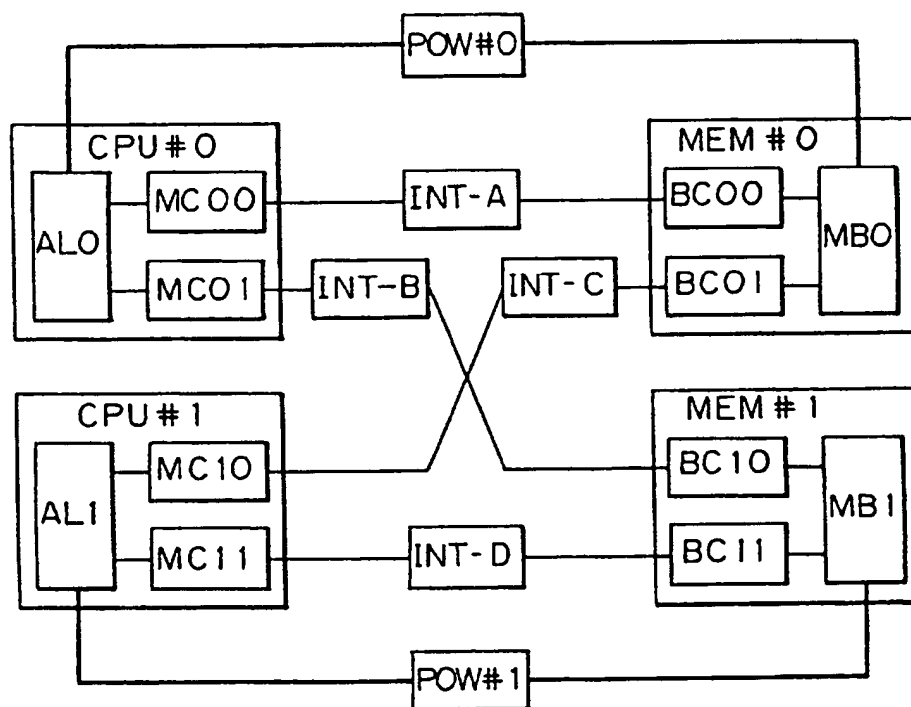 POW#0
CPU#0
MEM#0
AL0
MC00
INT-A
BC00
MB0
MC01
INT-B
INT-C
BC01
CPU#1
MEM#1
AL1
MC10
BC10
MB1
MC11
INT-D
BC11
POW#1